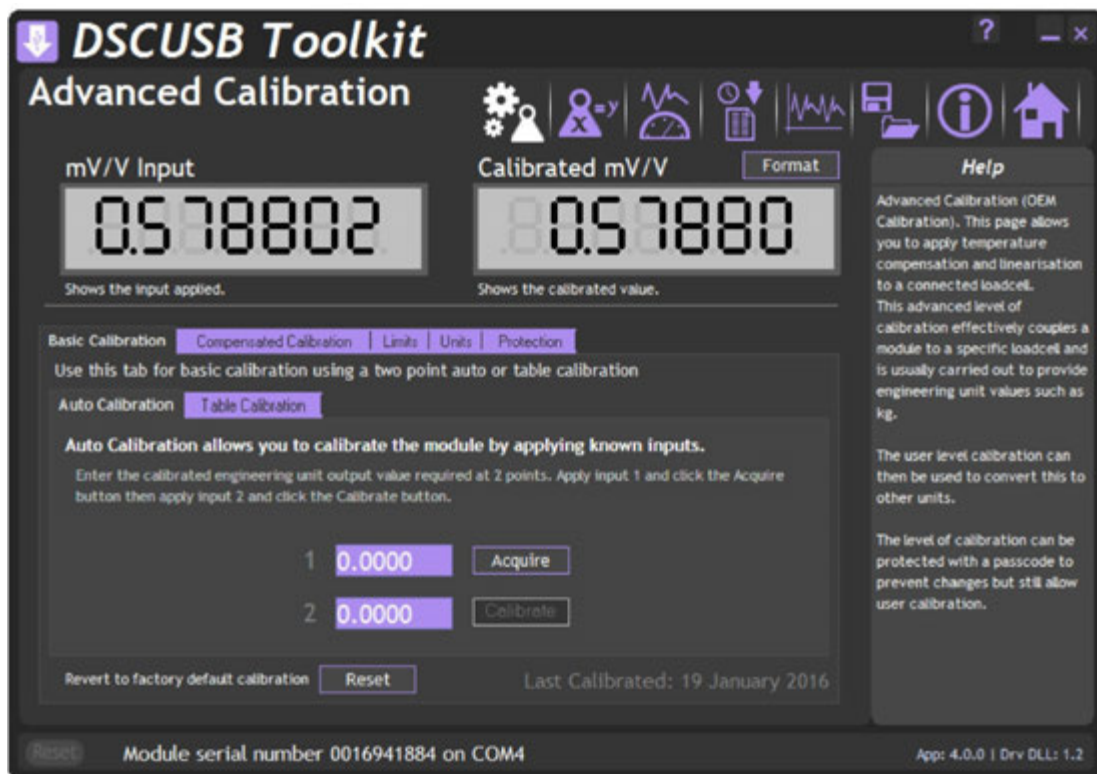 DSCUSB Toolkit
?
Advanced Calibration
x =y
mV/V Input
0.578802
Shows the input applied.
Calibrated mV/V
Format
0.57880
Shows the calibrated value.
Basic Calibration
Compensated Calibration
Limits
Units
Protection
Use this tab for basic calibration using a two point auto or table calibration
Auto Calibration
Table Calibration
Auto Calibration allows you to calibrate the module by applying known inputs.
Enter the calibrated engineering unit output value required at 2 points. Apply input 1 and click the Acquire
button then apply input 2 and click the Calibrate button.
1 0.0000 Acquire
2 0.0000 Calibrate
Revert to factory default calibration Reset
Last Calibrated: 19 January 2016
Help
Advanced Calibration (OEM
Calibration). This page allows
you to apply temperature
compensation and linearisation
to a connected loadcell.
This advanced level of
calibration effectively couples a
module to a specific loadcell and
is usually carried out to provide
engineering unit values such as
kg.
The user level calibration can
then be used to convert this to
other units.
The level of calibration can be
protected with a passcode to
prevent changes but still allow
user calibration.
Reset
Module serial number 0016941884 on COM4
App: 4.0.0 | Drv DLL: 1.2